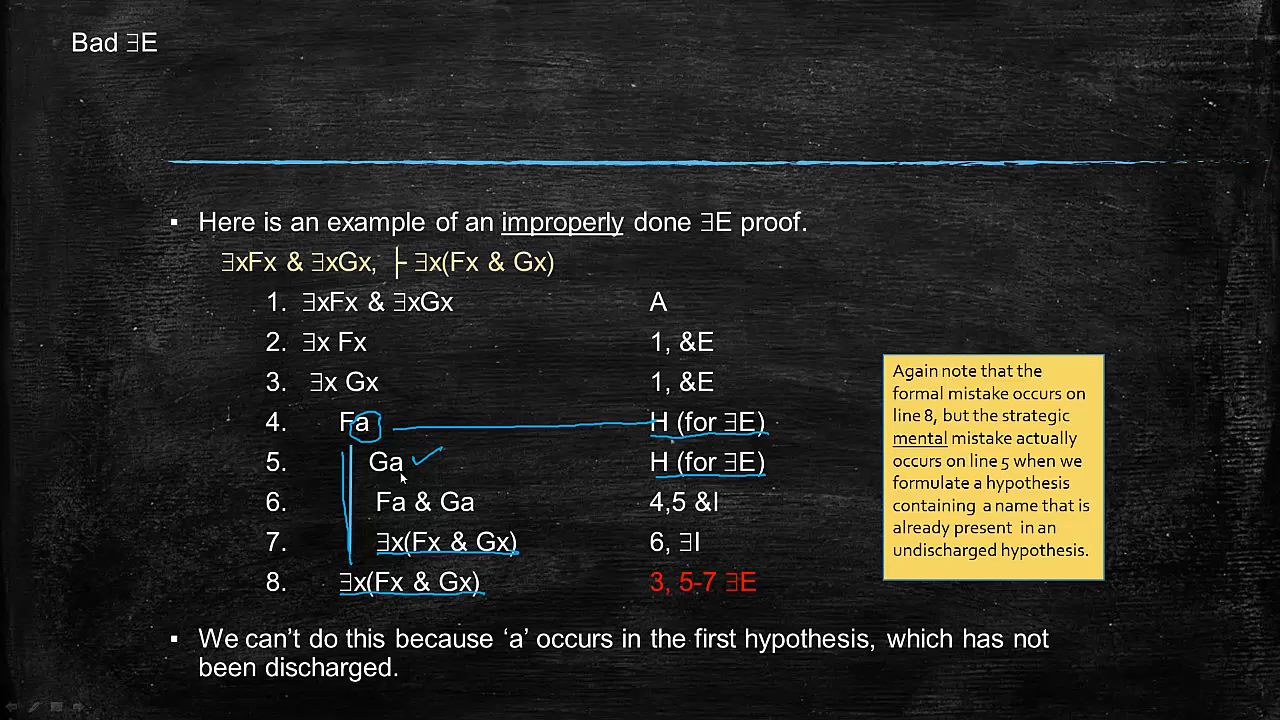 Bad ∃E
▪ Here is an example of an improperly done ∃E proof.
∃xFx & ∃xGx, ├ ∃x(Fx & Gx)
1. ∃xFx & ∃xGx A
2. ∃x Fx 1, &E
3. ∃x Gx 1, &E
4. Fa H (for ∃E)
5. Ga H (for ∃E)
6. Fa & Ga 4,5 &I
7. ∃x(Fx & Gx) 6, ∃I
8. ∃x(Fx & Gx) 3, 5-7 ∃E
Again note that the
formal mistake occurs on
line 8, but the strategic
mental mistake actually
occurs on line 5 when we
formulate a hypothesis
containing a name that is
already present in an
undischarged hypothesis.
▪ We can’t do this because ‘a’ occurs in the first hypothesis, which has not
been discharged.